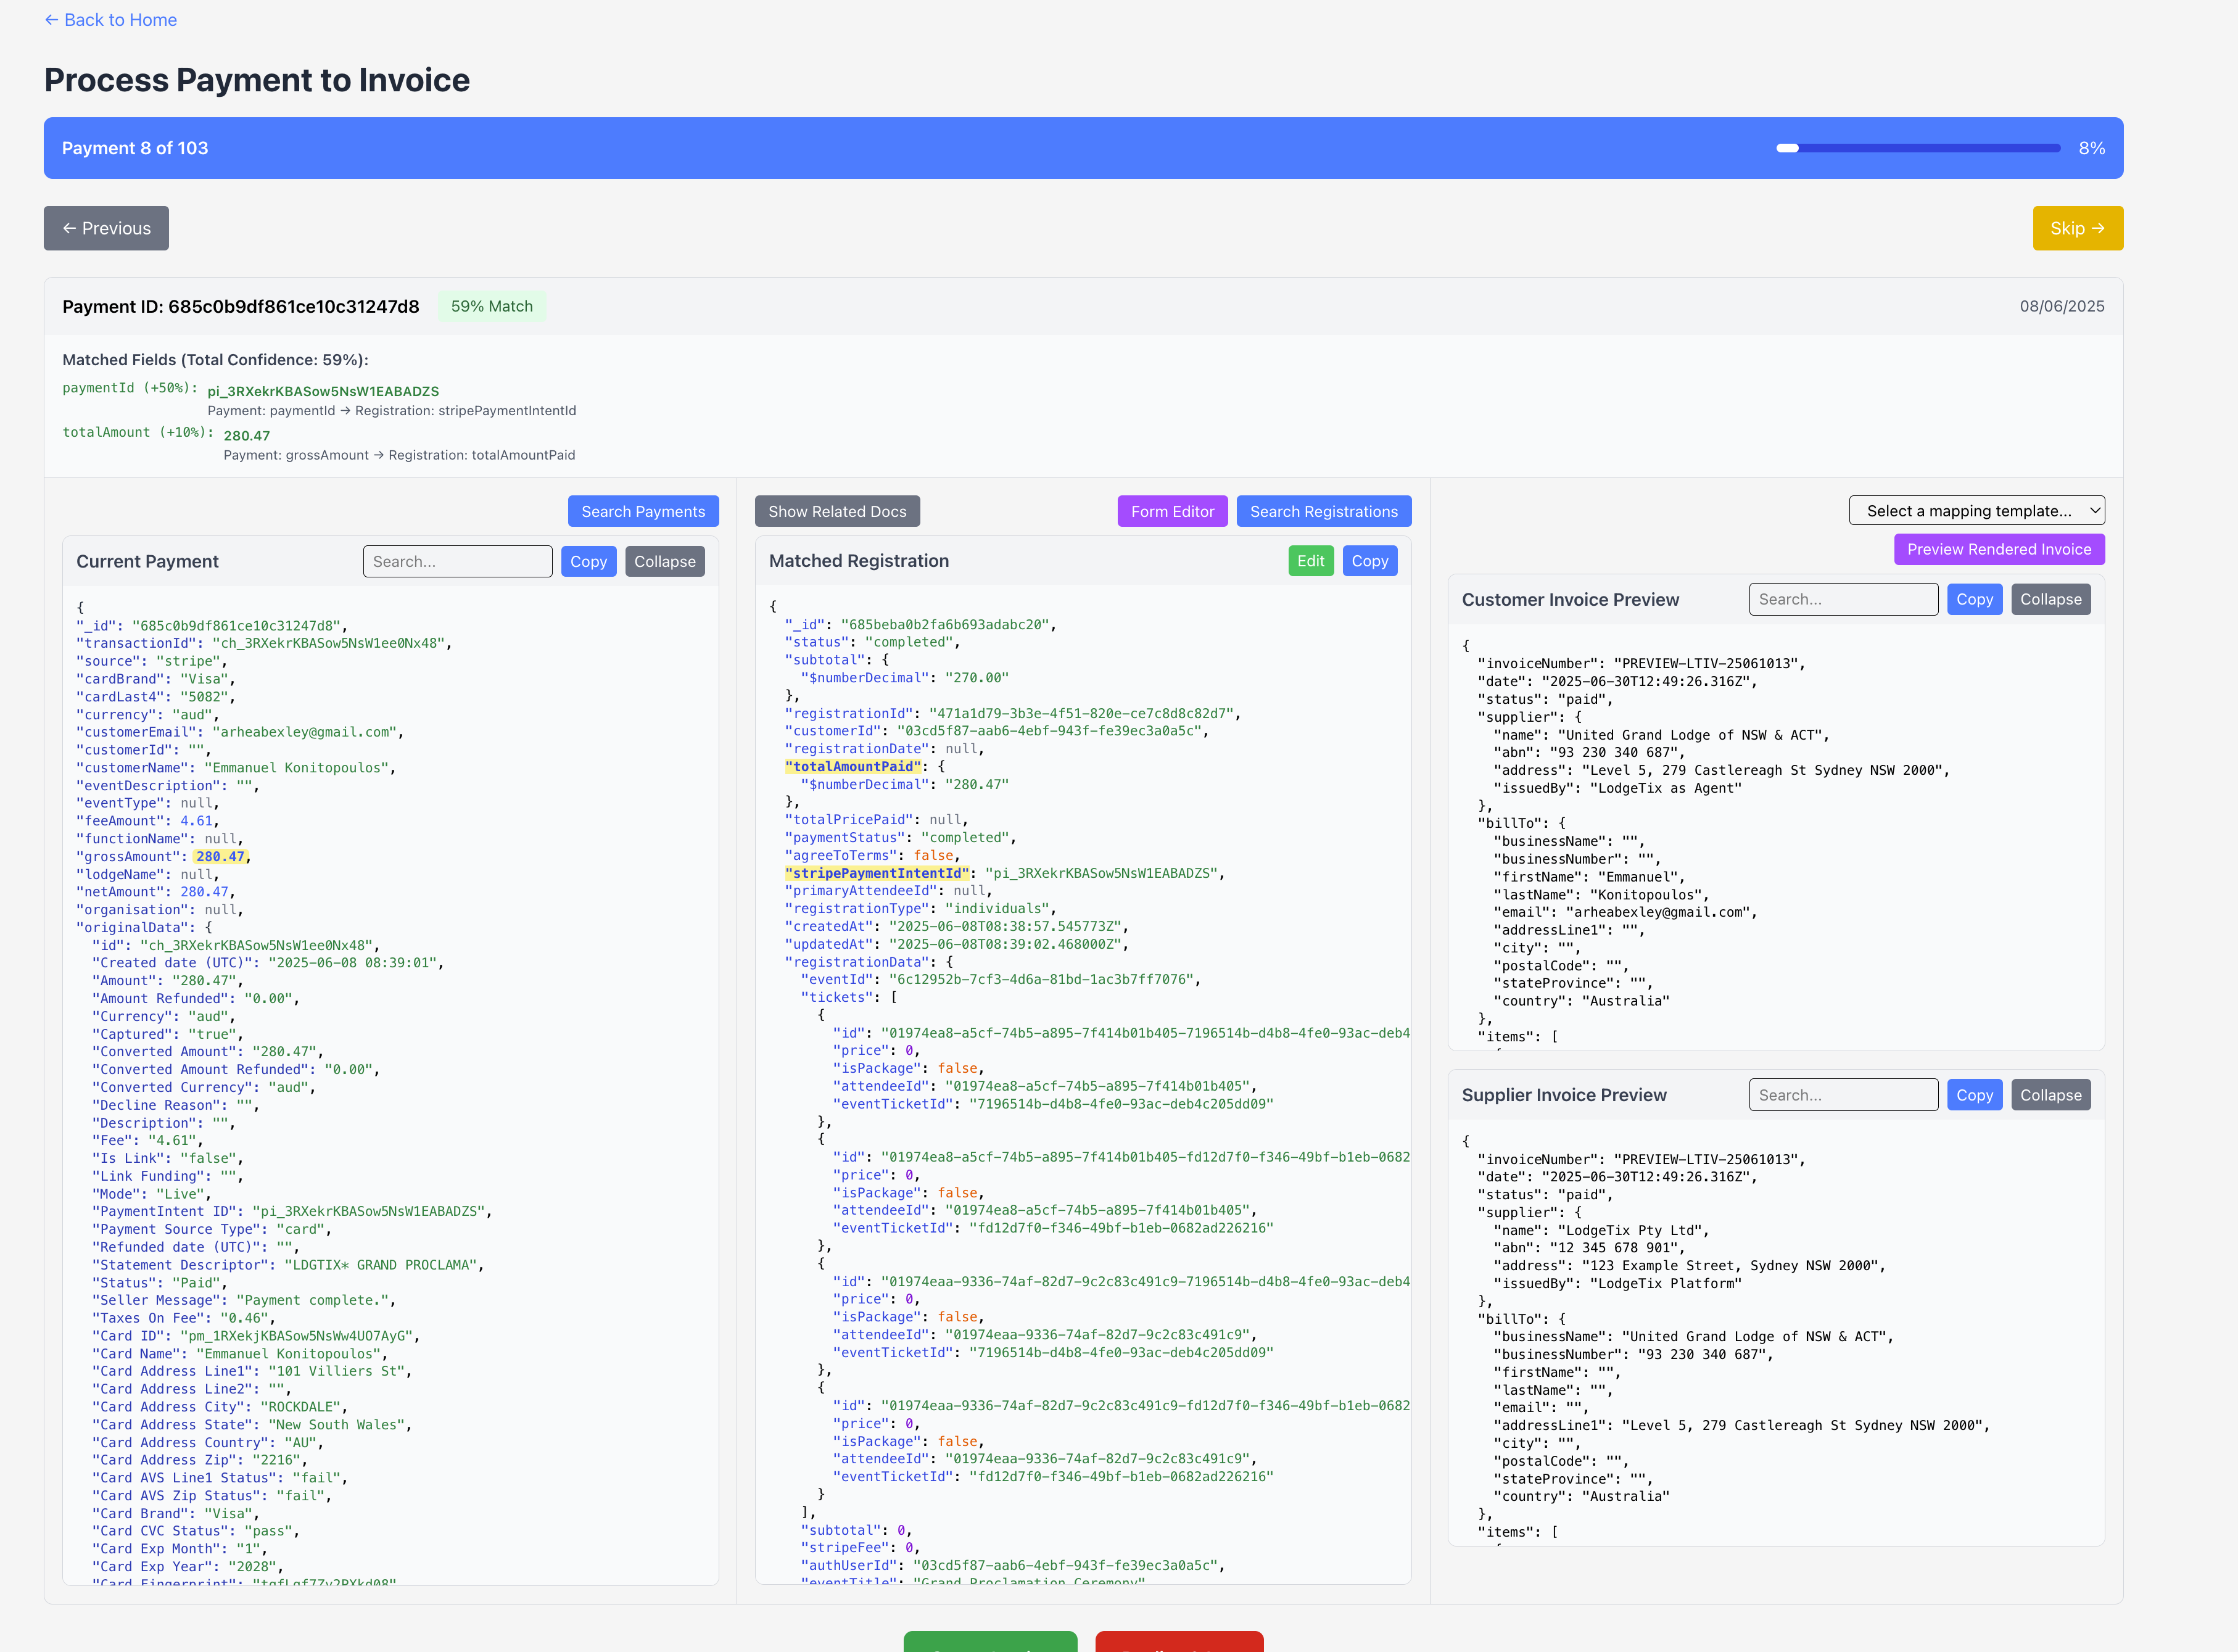 ← Back to Home
Process Payment to Invoice
Payment 8 of 103
8%
← Previous
Skip →
Payment ID: 685c0b9df861ce10c31247d8
59% Match
08/06/2025
Matched Fields (Total Confidence: 59%):
paymentId (+50%): pi_3RXekrKBASow5NsW1EABADZS
Payment: paymentId → Registration: stripePaymentIntentId
totalAmount (+10%): 280.47
Payment: grossAmount → Registration: totalAmountPaid
Search Payments
Current Payment
Search...
Copy
Collapse
{
"_id": "685c0b9df861ce10c31247d8",
"transactionId": "ch_3RXekrKBASow5NsW1ee0Nx48",
"source": "stripe",
"cardBrand": "Visa",
"cardLast4": "5082",
"currency": "aud",
"customerEmail": "arheabexley@gmail.com",
"customerId": "",
"customerName": "Emmanuel Konitopoulos",
"eventDescription": "",
"eventType": null,
"feeAmount": 4.61,
"functionName": null,
"grossAmount": 280.47,
"lodgeName": null,
"netAmount": 280.47,
"organisation": null,
"originalData": {
"id": "ch_3RXekrKBASow5NsW1ee0Nx48",
"Created date (UTC)": "2025-06-08 08:39:01",
"Amount": "280.47",
"Amount Refunded": "0.00",
"Currency": "aud",
"Captured": "true",
"Converted Amount": "280.47",
"Converted Amount Refunded": "0.00",
"Converted Currency": "aud",
"Decline Reason": "",
"Description": "",
"Fee": "4.61",
"Is Link": "false",
"Link Funding": "",
"Mode": "Live",
"PaymentIntent ID": "pi_3RXekrKBASow5NsW1EABADZS",
"Payment Source Type": "card",
"Refunded date (UTC)": "",
"Statement Descriptor": "LDGTIX* GRAND PROCLAMA",
"Status": "Paid",
"Seller Message": "Payment complete.",
"Taxes On Fee": "0.46",
"Card ID": "pm_1RXekjKBASow5NsWw4UO7AyG",
"Card Name": "Emmanuel Konitopoulos",
"Card Address Line1": "101 Villiers St",
"Card Address Line2": "",
"Card Address City": "ROCKDALE",
"Card Address State": "New South Wales",
"Card Address Country": "AU",
"Card Address Zip": "2216",
"Card AVS Line1 Status": "fail",
"Card AVS Zip Status": "fail",
"Card Brand": "Visa",
"Card CVC Status": "pass",
"Card Exp Month": "1",
"Card Exp Year": "2028",
Show Related Docs
Form Editor
Search Registrations
Matched Registration
Edit
Copy
{
"_id": "685beba0b2fa6b693adabc20",
"status": "completed",
"subtotal": {
"$numberDecimal": "270.00"
},
"registrationId": "471a1d79-3b3e-4f51-820e-ce7c8d8c82d7",
"customerId": "03cd5f87-aab6-4ebf-943f-fe39ec3a0a5c",
"registrationDate": null,
"totalAmountPaid": {
"$numberDecimal": "280.47"
},
"totalPricePaid": null,
"paymentStatus": "completed",
"agreeToTerms": false,
"stripePaymentIntentId": "pi_3RXekrKBASow5NsW1EABADZS",
"primaryAttendeeId": null,
"registrationType": "individuals",
"createdAt": "2025-06-08T08:38:57.545773Z",
"updatedAt": "2025-06-08T08:39:02.468000Z",
"registrationData": {
"eventId": "6c12952b-7cf3-4d6a-81bd-1ac3b7ff7076",
"tickets": [
{
"id": "01974ea8-a5cf-74b5-a895-7f414b01b405-7196514b-d4b8-4fe0-93ac-deb4
"price": 0,
"isPackage": false,
"attendeeId": "01974ea8-a5cf-74b5-a895-7f414b01b405",
"eventTicketId": "7196514b-d4b8-4fe0-93ac-deb4c205dd09"
},
{
"id": "01974ea8-a5cf-74b5-a895-7f414b01b405-fd12d7f0-f346-49bf-b1eb-0682
"price": 0,
"isPackage": false,
"attendeeId": "01974ea8-a5cf-74b5-a895-7f414b01b405",
"eventTicketId": "fd12d7f0-f346-49bf-b1eb-0682ad226216"
},
{
"id": "01974eaa-9336-74af-82d7-9c2c83c491c9-7196514b-d4b8-4fe0-93ac-deb4
"price": 0,
"isPackage": false,
"attendeeId": "01974eaa-9336-74af-82d7-9c2c83c491c9",
"eventTicketId": "7196514b-d4b8-4fe0-93ac-deb4c205dd09"
},
{
"id": "01974eaa-9336-74af-82d7-9c2c83c491c9-fd12d7f0-f346-49bf-b1eb-0682
"price": 0,
"isPackage": false,
"attendeeId": "01974eaa-9336-74af-82d7-9c2c83c491c9",
"eventTicketId": "fd12d7f0-f346-49bf-b1eb-0682ad226216"
}
],
"subtotal": 0,
"stripeFee": 0,
"authUserId": "03cd5f87-aab6-4ebf-943f-fe39ec3a0a5c",
"eventTitle": "Grand Proclamation Ceremony"
Select a mapping template...
Preview Rendered Invoice
Customer Invoice Preview
Search...
Copy
Collapse
{
"invoiceNumber": "PREVIEW-LTIV-25061013",
"date": "2025-06-30T12:49:26.316Z",
"status": "paid",
"supplier": {
"name": "United Grand Lodge of NSW & ACT",
"abn": "93 230 340 687",
"address": "Level 5, 279 Castlereagh St Sydney NSW 2000",
"issuedBy": "LodgeTix as Agent"
},
"billTo": {
"businessName": "",
"businessNumber": "",
"firstName": "Emmanuel",
"lastName": "Konitopoulos",
"email": "arheabexley@gmail.com",
"addressLine1": "",
"city": "",
"postalCode": "",
"stateProvince": "",
"country": "Australia"
},
"items": [
Supplier Invoice Preview
Search...
Copy
Collapse
{
"invoiceNumber": "PREVIEW-LTIV-25061013",
"date": "2025-06-30T12:49:26.316Z",
"status": "paid",
"supplier": {
"name": "LodgeTix Pty Ltd",
"abn": "12 345 678 901",
"address": "123 Example Street, Sydney NSW 2000",
"issuedBy": "LodgeTix Platform"
},
"billTo": {
"businessName": "United Grand Lodge of NSW & ACT",
"businessNumber": "93 230 340 687",
"firstName": "",
"lastName": "",
"email": "",
"addressLine1": "Level 5, 279 Castlereagh St Sydney NSW 2000",
"city": "",
"postalCode": "",
"stateProvince": "",
"country": "Australia"
},
"items": [